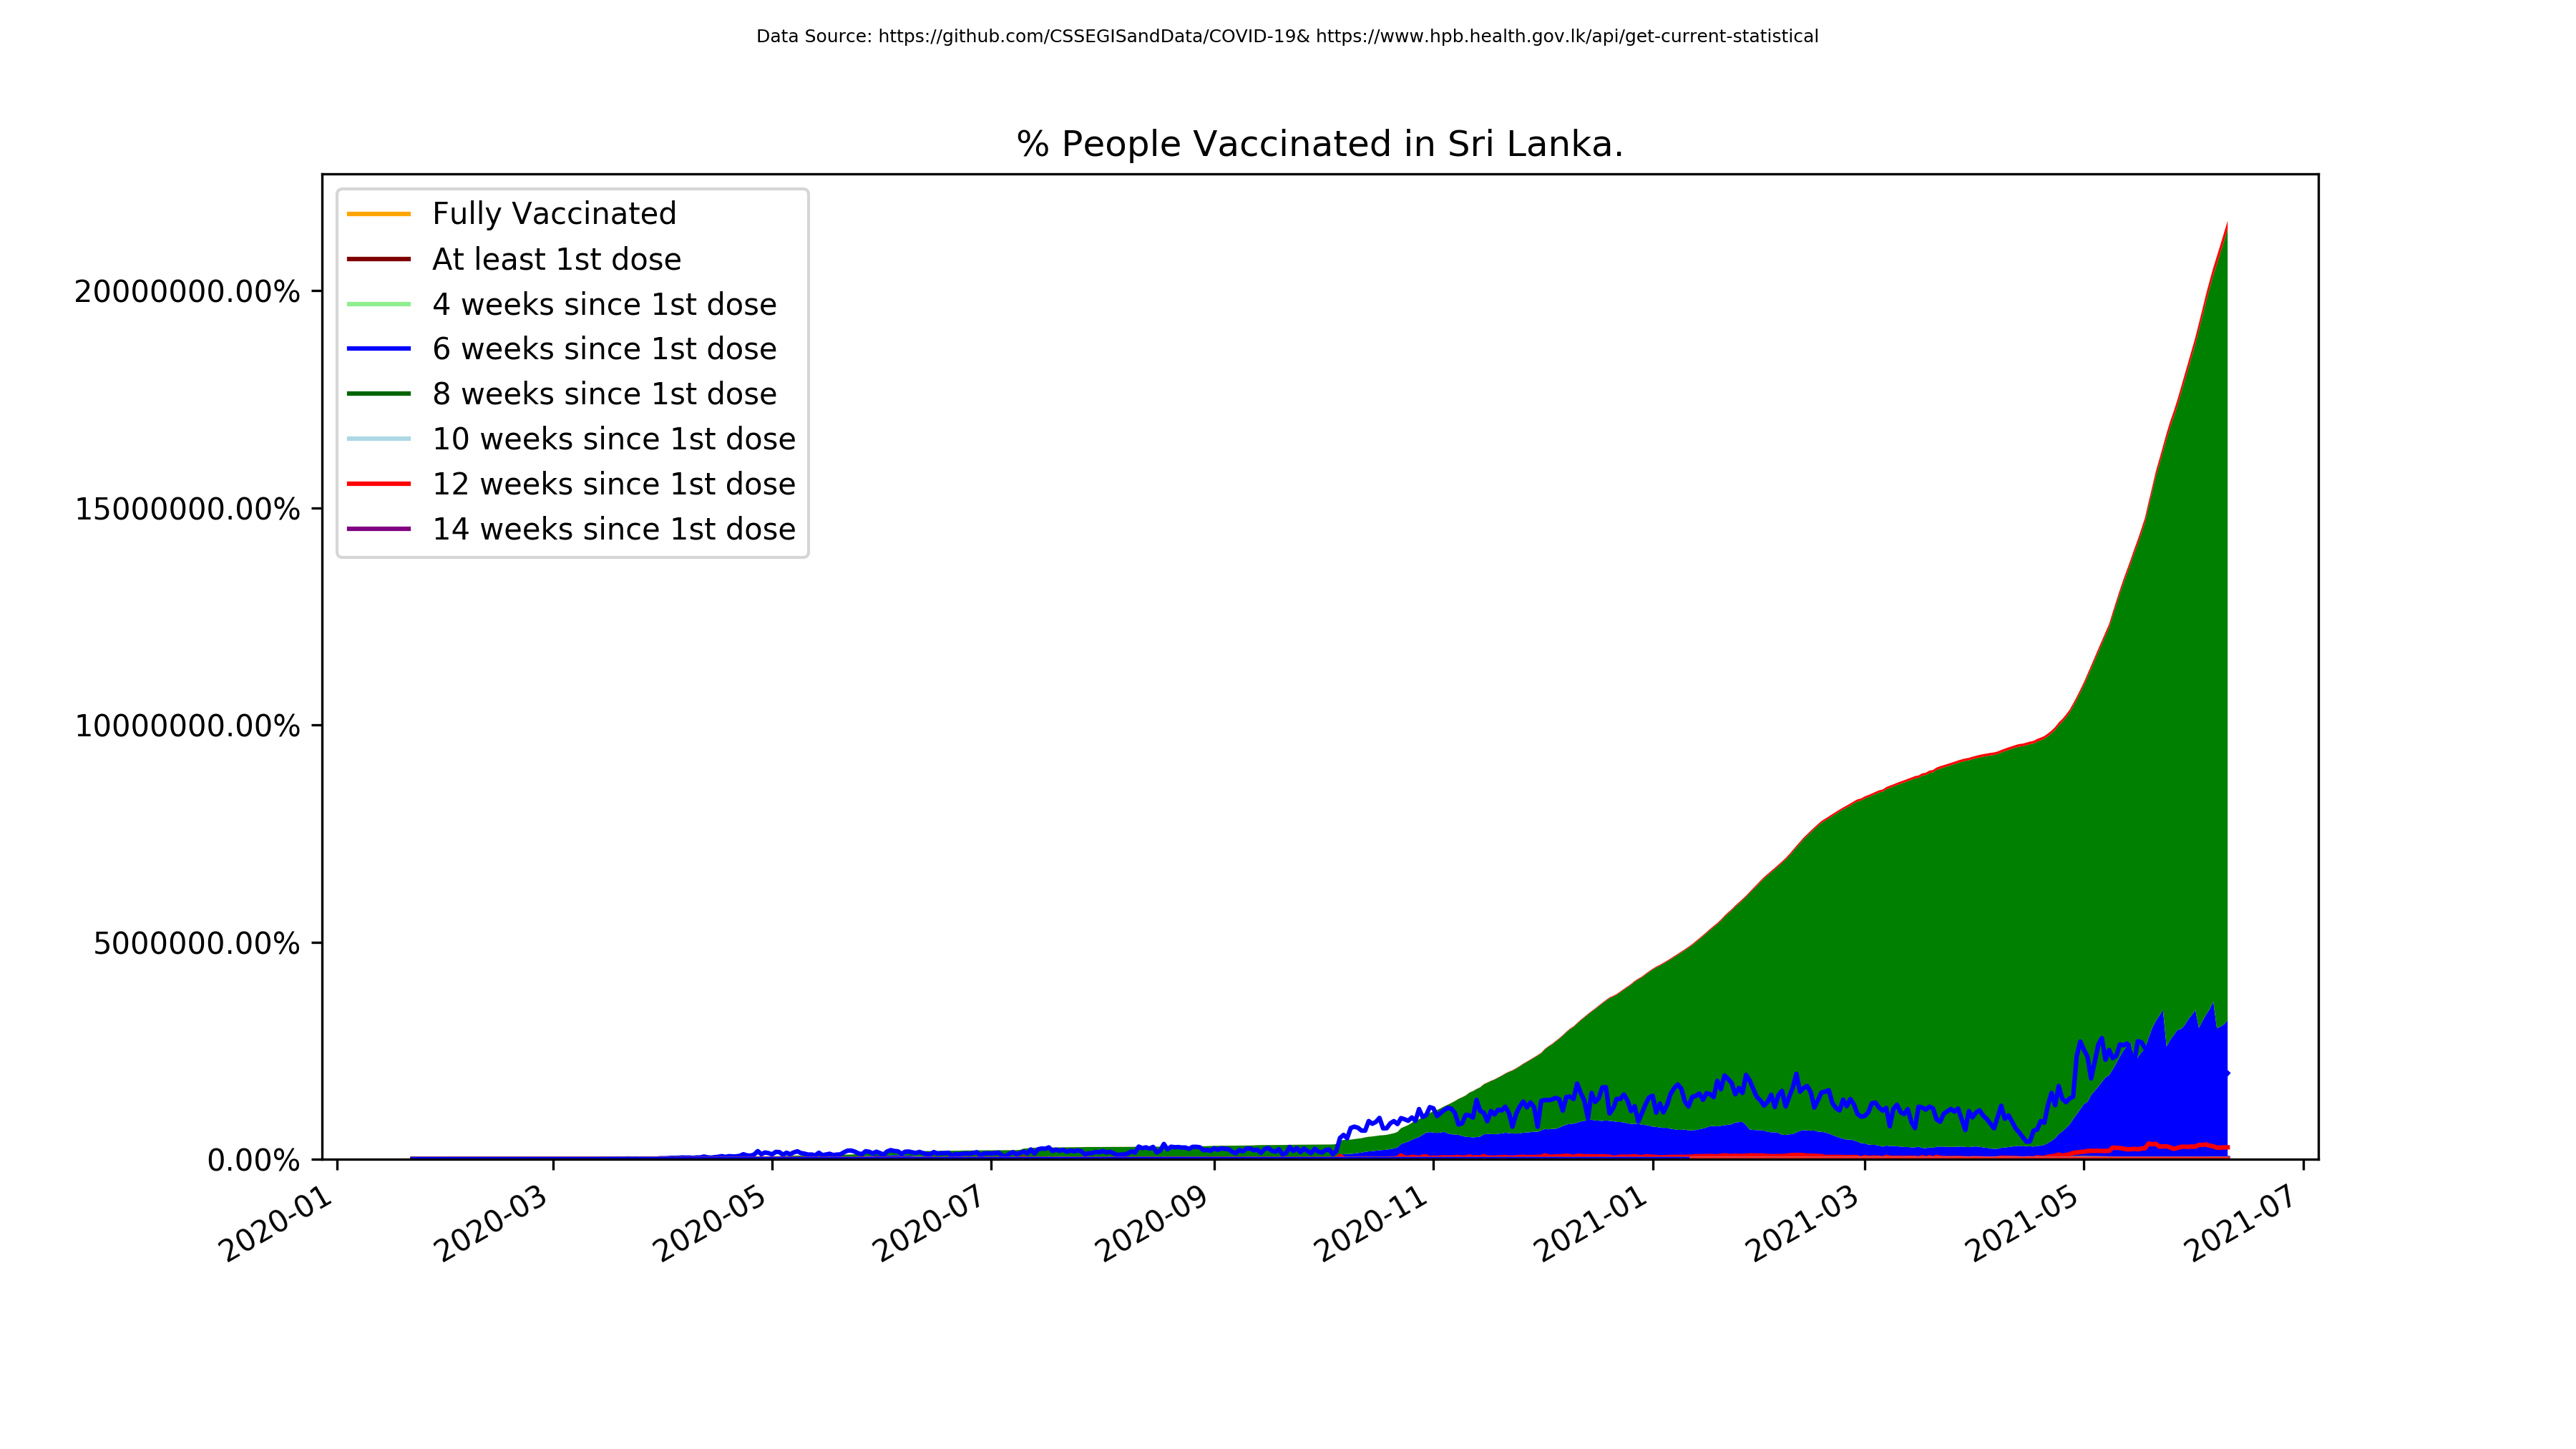 Data Source: https://github.com/CSSEGISandData/COVID-19& https://www.hpb.health.gov.lk/api/get-current-statistical
% People Vaccinated in Sri Lanka.
Fully Vaccinated
At least 1st dose
4 weeks since 1st dose
6 weeks since 1st dose
8 weeks since 1st dose
10 weeks since 1st dose
12 weeks since 1st dose
14 weeks since 1st dose
20000000.00%
15000000.00%
10000000.00%
5000000.00%
0.00%
2020-01
2020-03
2020-05
2020-07
2020-09
2020-11
2021-01
2021-03
2021-05
2021-07